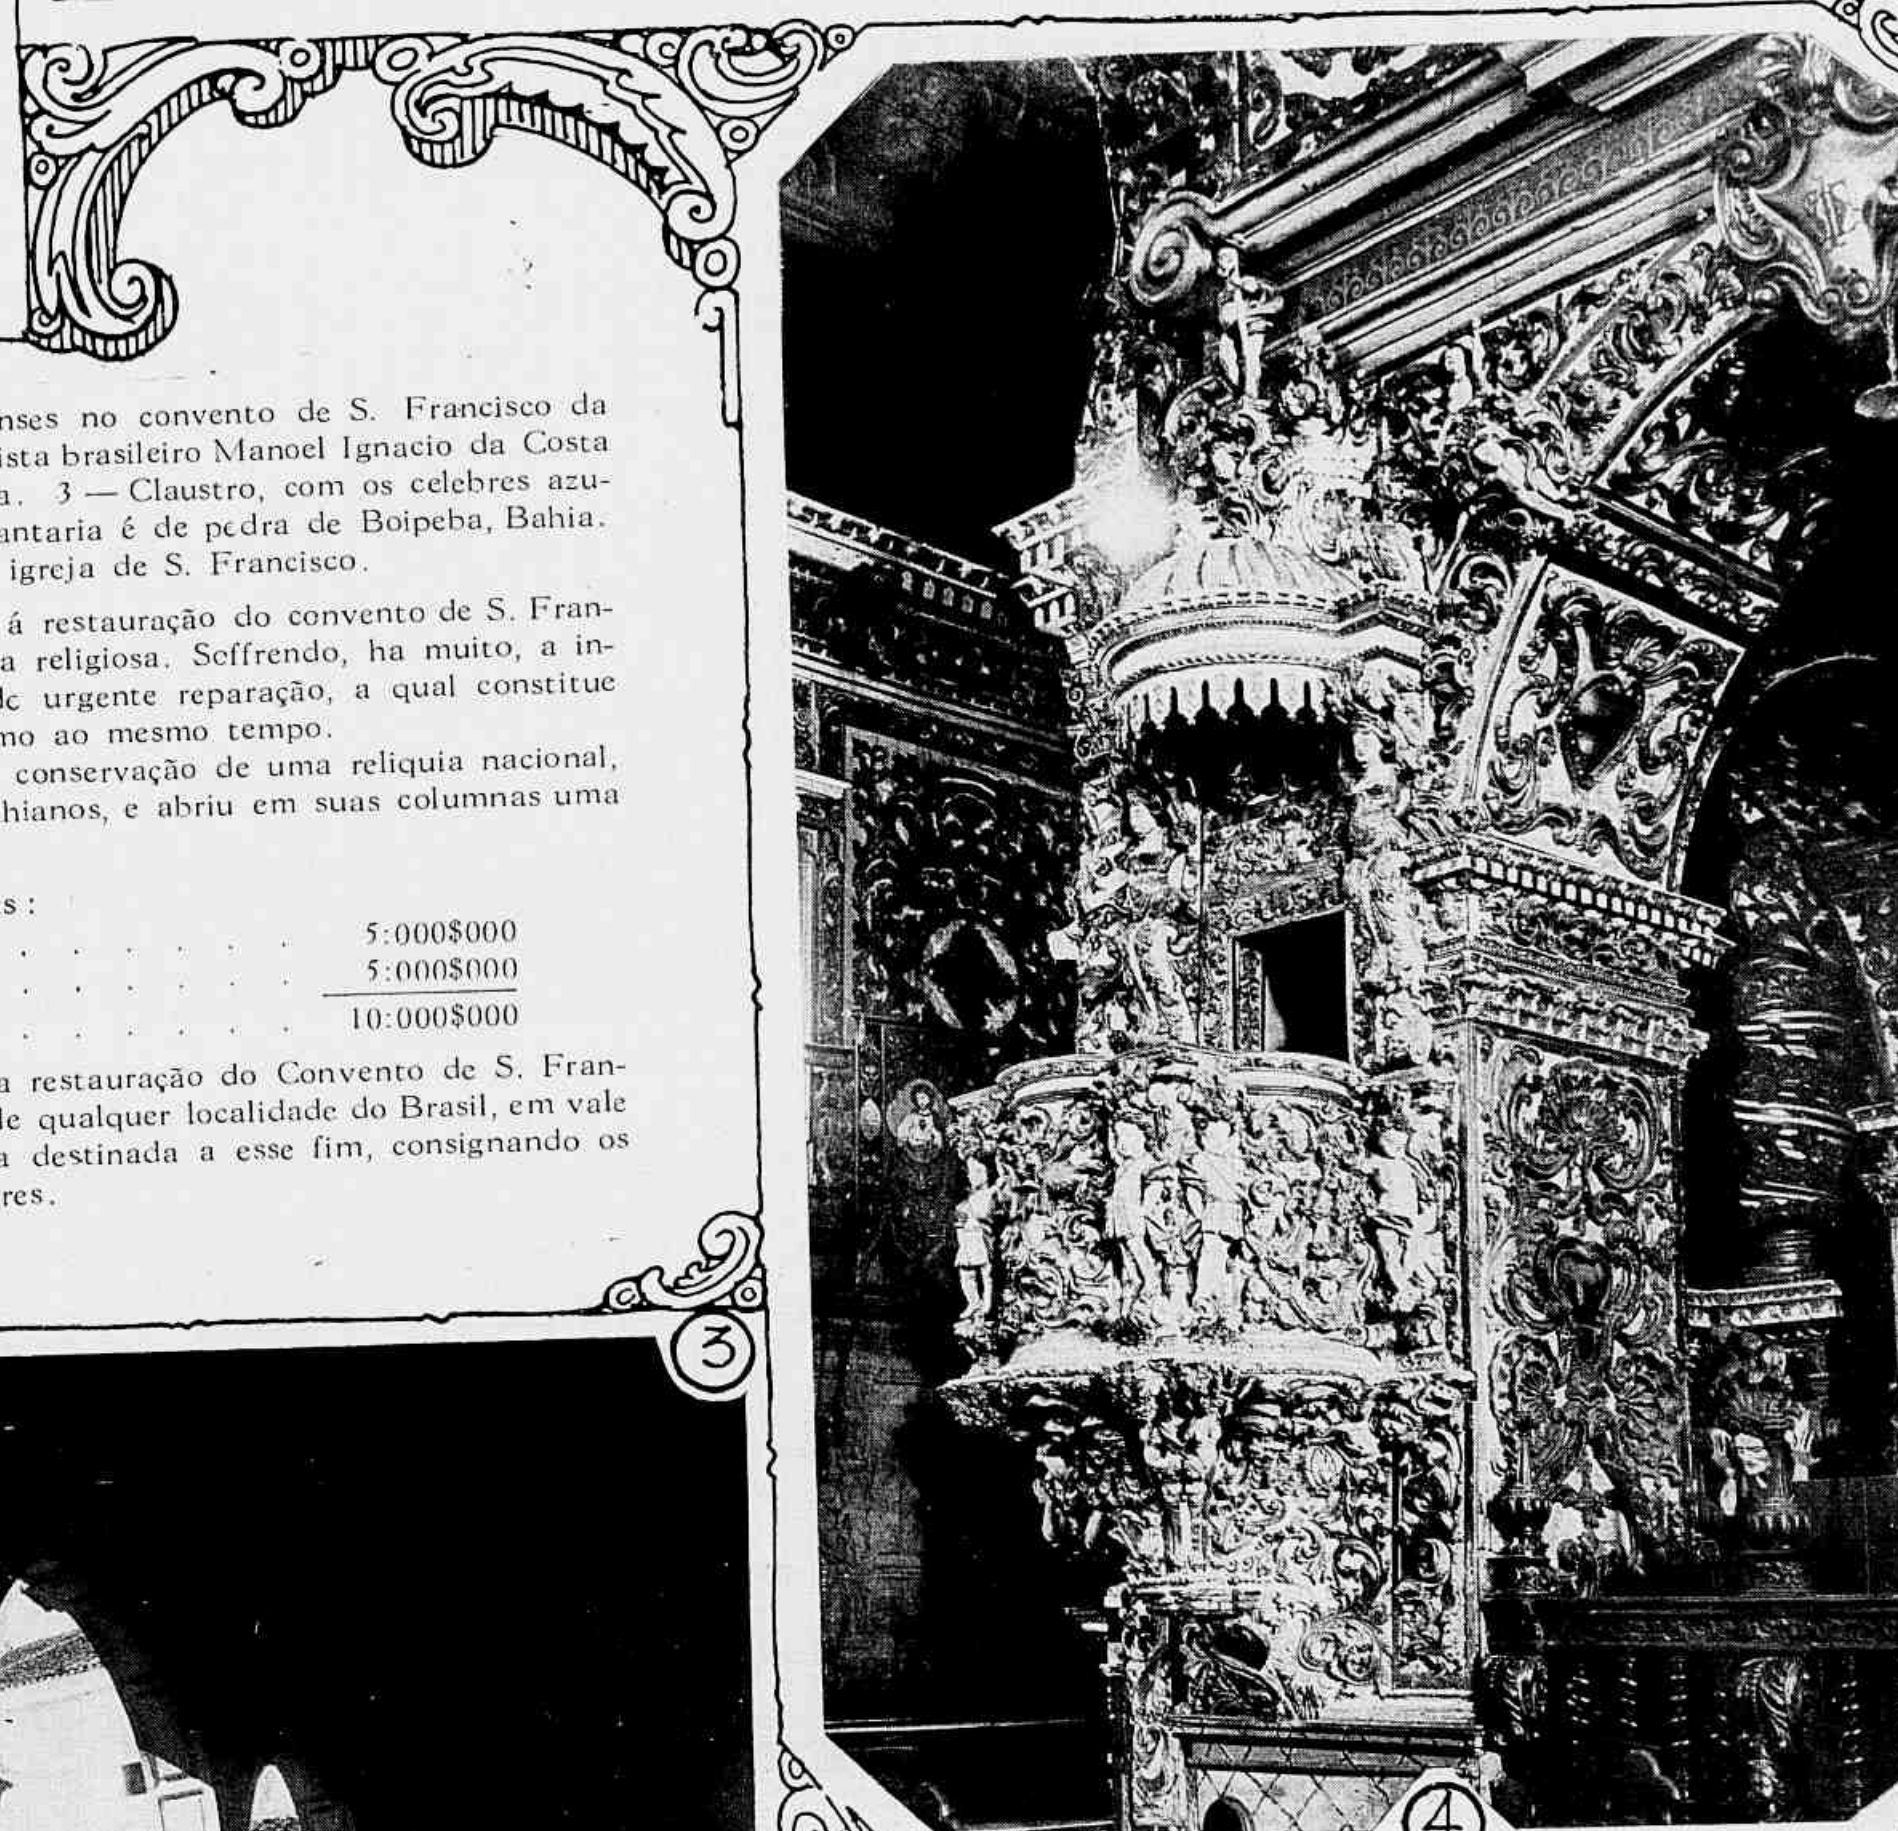 nses no convento de S. Francisco da
ista brasileiro Manoel Ignacio da Costa
a. 3 — Claustro, com os celebres azu-
antaria é de pedra de Boipeba, Bahia.
igreja de S. Francisco.
á restauração do convento de S. Fran-
a religiosa. Soffrendo, ha muito, a in-
de urgente reparação, a qual constitue
mo ao mesmo tempo.
conservação de uma reliquia nacional,
hianos, e abriu em suas columnas uma
s :
. . . . . . 5:000$000
. . . . . . 5:000$000
. . . . . . 10:000$000
a restauração do Convento de S. Fran-
de qualquer localidade do Brasil, em vale
a destinada a esse fim, consignando os
res.
3
4